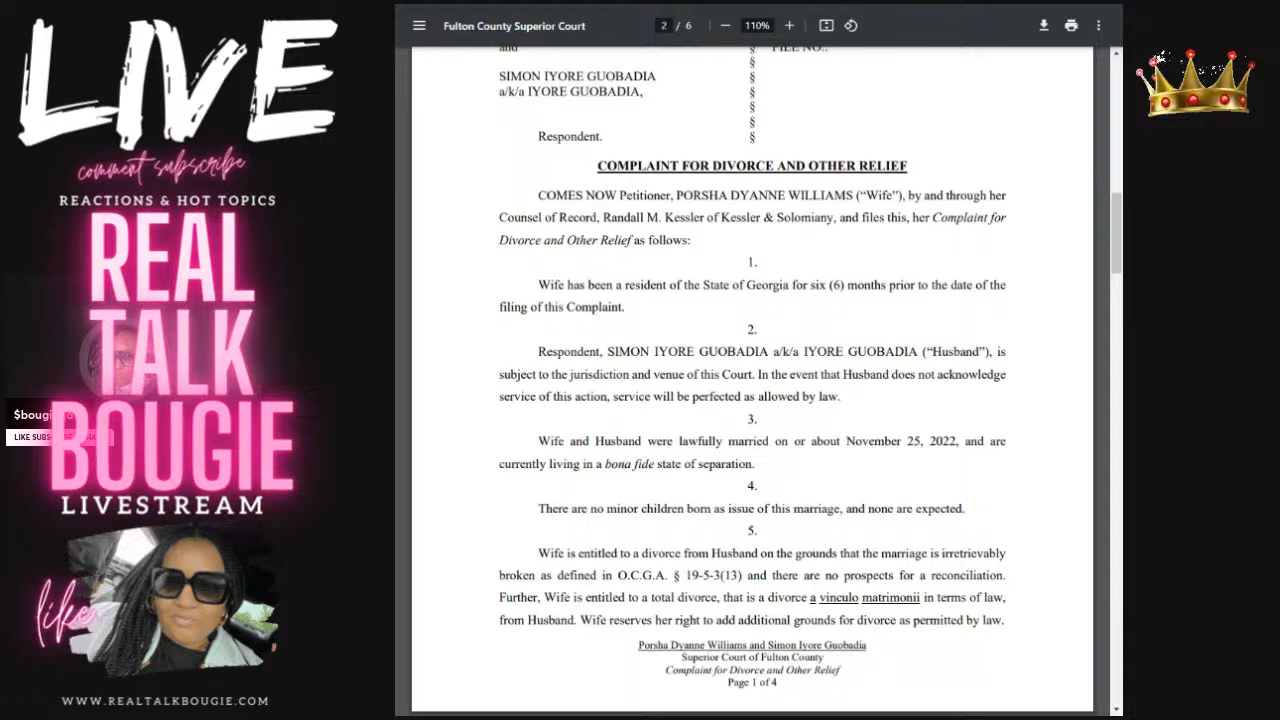 LIVE
comment subscribe
REACTIONS & HOT TOPICS
REAL
TALK
$bougi
LIKE SUBS
BOUGIE
LIVESTREAM
like
WWW.REALTALKBOUGIE.COM
Fulton County Superior Court
2 / 6
110%
and § FILE NO.:
§
SIMON IYORE GUOBADIA §
a/k/a IYORE GUOBADIA, §
§
§
Respondent. §
COMPLAINT FOR DIVORCE AND OTHER RELIEF
COMES NOW Petitioner, PORSHA DYANNE WILLIAMS (“Wife”), by and through her
Counsel of Record, Randall M. Kessler of Kessler & Solomiany, and files this, her Complaint for
Divorce and Other Relief as follows:
1.
Wife has been a resident of the State of Georgia for six (6) months prior to the date of the
filing of this Complaint.
2.
Respondent, SIMON IYORE GUOBADIA a/k/a IYORE GUOBADIA (“Husband”), is
subject to the jurisdiction and venue of this Court. In the event that Husband does not acknowledge
service of this action, service will be perfected as allowed by law.
3.
Wife and Husband were lawfully married on or about November 25, 2022, and are
currently living in a bona fide state of separation.
4.
There are no minor children born as issue of this marriage, and none are expected.
5.
Wife is entitled to a divorce from Husband on the grounds that the marriage is irretrievably
broken as defined in O.C.G.A. § 19-5-3(13) and there are no prospects for a reconciliation.
Further, Wife is entitled to a total divorce, that is a divorce a vinculo matrimonii in terms of law,
from Husband. Wife reserves her right to add additional grounds for divorce as permitted by law.
Porsha Dyanne Williams and Simon Iyore Guobadia
Superior Court of Fulton County
Complaint for Divorce and Other Relief
Page 1 of 4